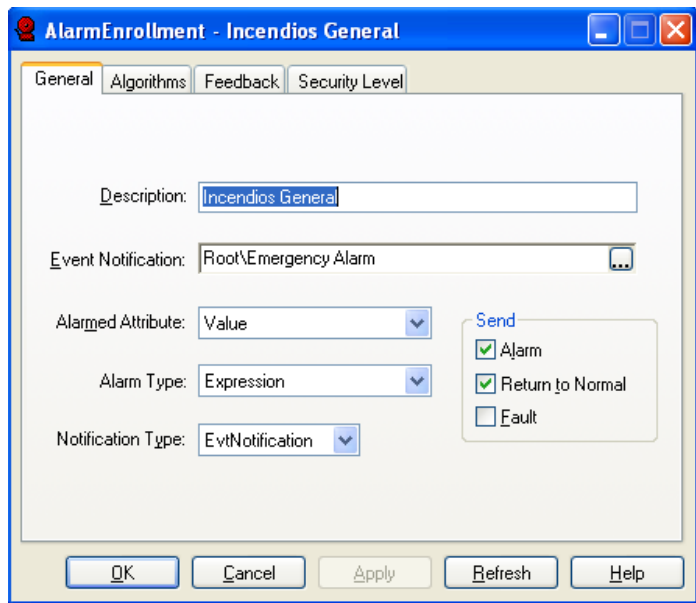 AlarmEnrollment - Incendios General
General Algorithms Feedback Security Level
Description: Incendios General
Event Notification: Root\Emergency Alarm ...
Alarmed Attribute: Value
Send
Alarm
Alarm Type: Expression
Return to Normal
Fault
Notification Type: EvtNotification
OK Cancel Apply Refresh Help